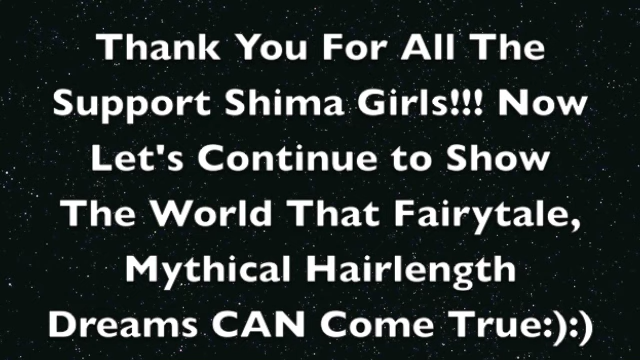 Thank You For All The
Support Shima Girls!!! Now
Let's Continue to Show
The World That Fairytale,
Mythical Hairlength
Dreams CAN Come True:):)